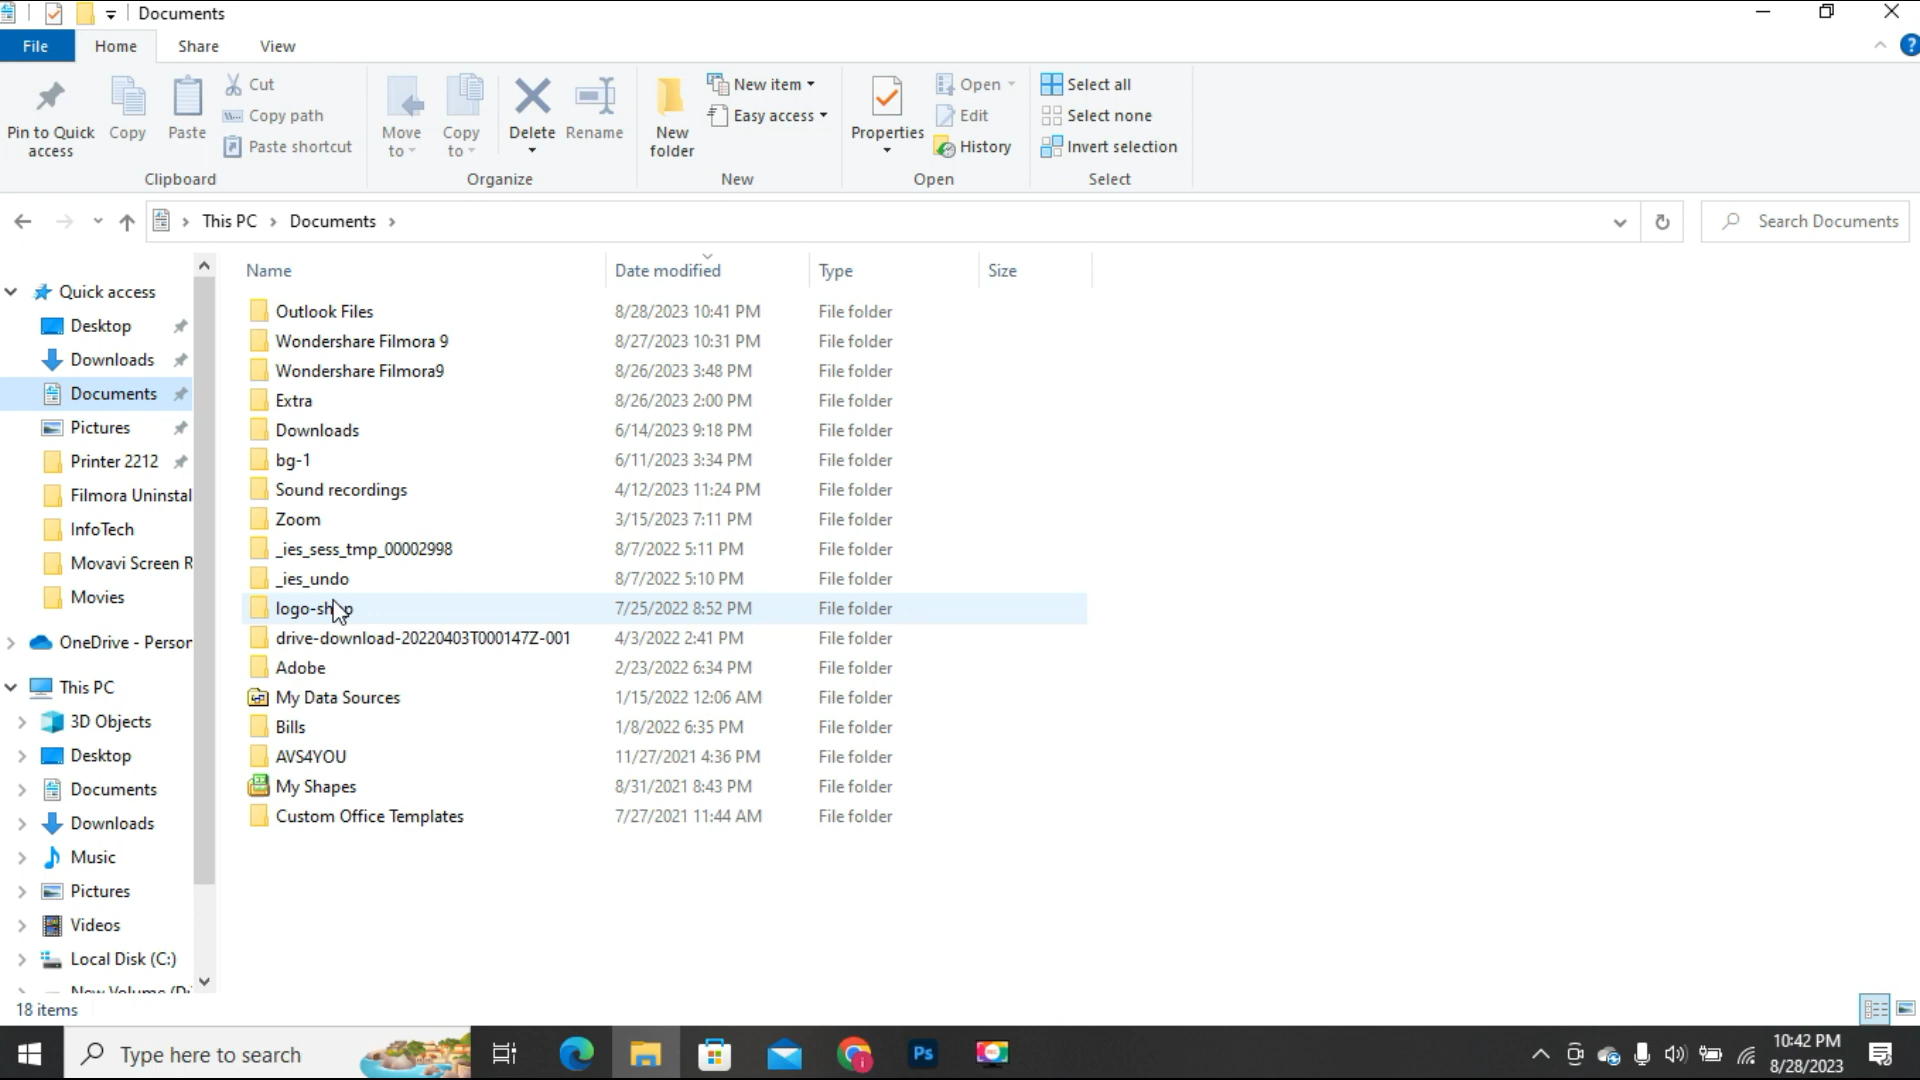 Documents
File Home Share View
Pin to Quick access
Copy
Paste
Cut
Copy path
Paste shortcut
Clipboard
Move to
Copy to
Delete
Rename
Organize
New folder
New item
Easy access
New
Properties
Open
Edit
History
Open
Select all
Select none
Invert selection
Select
This PC > Documents >
Search Documents
Quick access
Desktop
Downloads
Documents
Pictures
Printer 2212
Filmora Uninstal
InfoTech
Movavi Screen R
Movies
OneDrive - Person
This PC
3D Objects
Desktop
Documents
Downloads
Music
Pictures
Videos
Local Disk (C:)
New Volume (D:
Name Date modified Type Size
Outlook Files 8/28/2023 10:41 PM File folder
Wondershare Filmora 9 8/27/2023 10:31 PM File folder
Wondershare Filmora9 8/26/2023 3:48 PM File folder
Extra 8/26/2023 2:00 PM File folder
Downloads 6/14/2023 9:18 PM File folder
bg-1 6/11/2023 3:34 PM File folder
Sound recordings 4/12/2023 11:24 PM File folder
Zoom 3/15/2023 7:11 PM File folder
_ies_sess_tmp_00002998 8/7/2022 5:11 PM File folder
_ies_undo 8/7/2022 5:10 PM File folder
logo-shop 7/25/2022 8:52 PM File folder
drive-download-20220403T000147Z-001 4/3/2022 2:41 PM File folder
Adobe 2/23/2022 6:34 PM File folder
My Data Sources 1/15/2022 12:06 AM File folder
Bills 1/8/2022 6:35 PM File folder
AVS4YOU 11/27/2021 4:36 PM File folder
My Shapes 8/31/2021 8:43 PM File folder
Custom Office Templates 7/27/2021 11:44 AM File folder
18 items
Type here to search
Ps
10:42 PM
8/28/2023